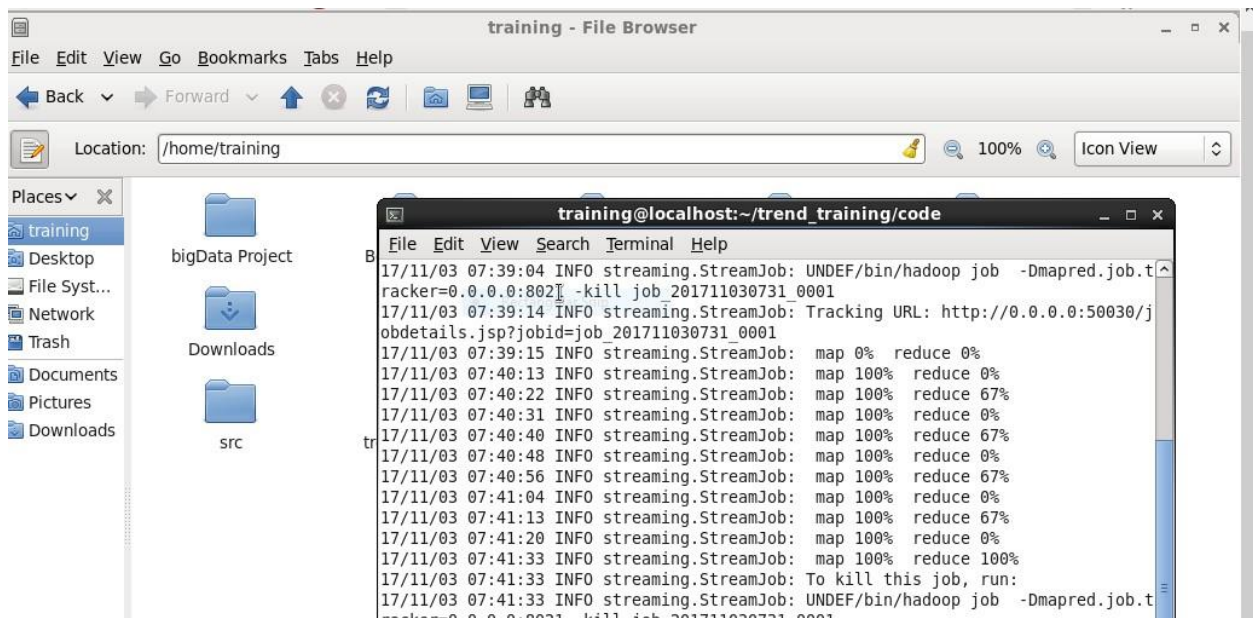 training - File Browser
File Edit View Go Bookmarks Tabs Help
Back Forward
Location: /home/training 100% Icon View
Places
training
Desktop
File Syst...
Network
Trash
Documents
Pictures
Downloads
bigData Project
Downloads
src
B
tr
training@localhost:~/trend_training/code
File Edit View Search Terminal Help
17/11/03 07:39:04 INFO streaming.StreamJob: UNDEF/bin/hadoop job -Dmapred.job.t
racker=0.0.0.0:8021 -kill job_201711030731_0001
17/11/03 07:39:14 INFO streaming.StreamJob: Tracking URL: http://0.0.0.0:50030/j
obdetails.jsp?jobid=job_201711030731_0001
17/11/03 07:39:15 INFO streaming.StreamJob: map 0% reduce 0%
17/11/03 07:40:13 INFO streaming.StreamJob: map 100% reduce 0%
17/11/03 07:40:22 INFO streaming.StreamJob: map 100% reduce 67%
17/11/03 07:40:31 INFO streaming.StreamJob: map 100% reduce 0%
17/11/03 07:40:40 INFO streaming.StreamJob: map 100% reduce 67%
17/11/03 07:40:48 INFO streaming.StreamJob: map 100% reduce 0%
17/11/03 07:40:56 INFO streaming.StreamJob: map 100% reduce 67%
17/11/03 07:41:04 INFO streaming.StreamJob: map 100% reduce 0%
17/11/03 07:41:13 INFO streaming.StreamJob: map 100% reduce 67%
17/11/03 07:41:20 INFO streaming.StreamJob: map 100% reduce 0%
17/11/03 07:41:33 INFO streaming.StreamJob: map 100% reduce 100%
17/11/03 07:41:33 INFO streaming.StreamJob: To kill this job, run:
17/11/03 07:41:33 INFO streaming.StreamJob: UNDEF/bin/hadoop job -Dmapred.job.t
racker=0.0.0.0:8021 -kill job_201711030731_0001